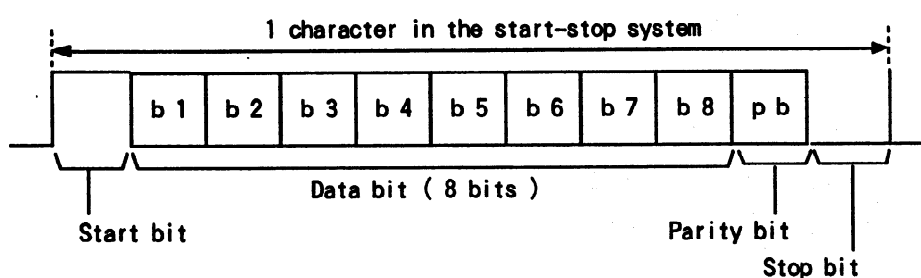 1 character in the start-stop system
b 1 b 2 b 3 b 4 b 5 b 6 b 7 b 8 p b
Data bit ( 8 bits )
Start bit
Parity bit
Stop bit